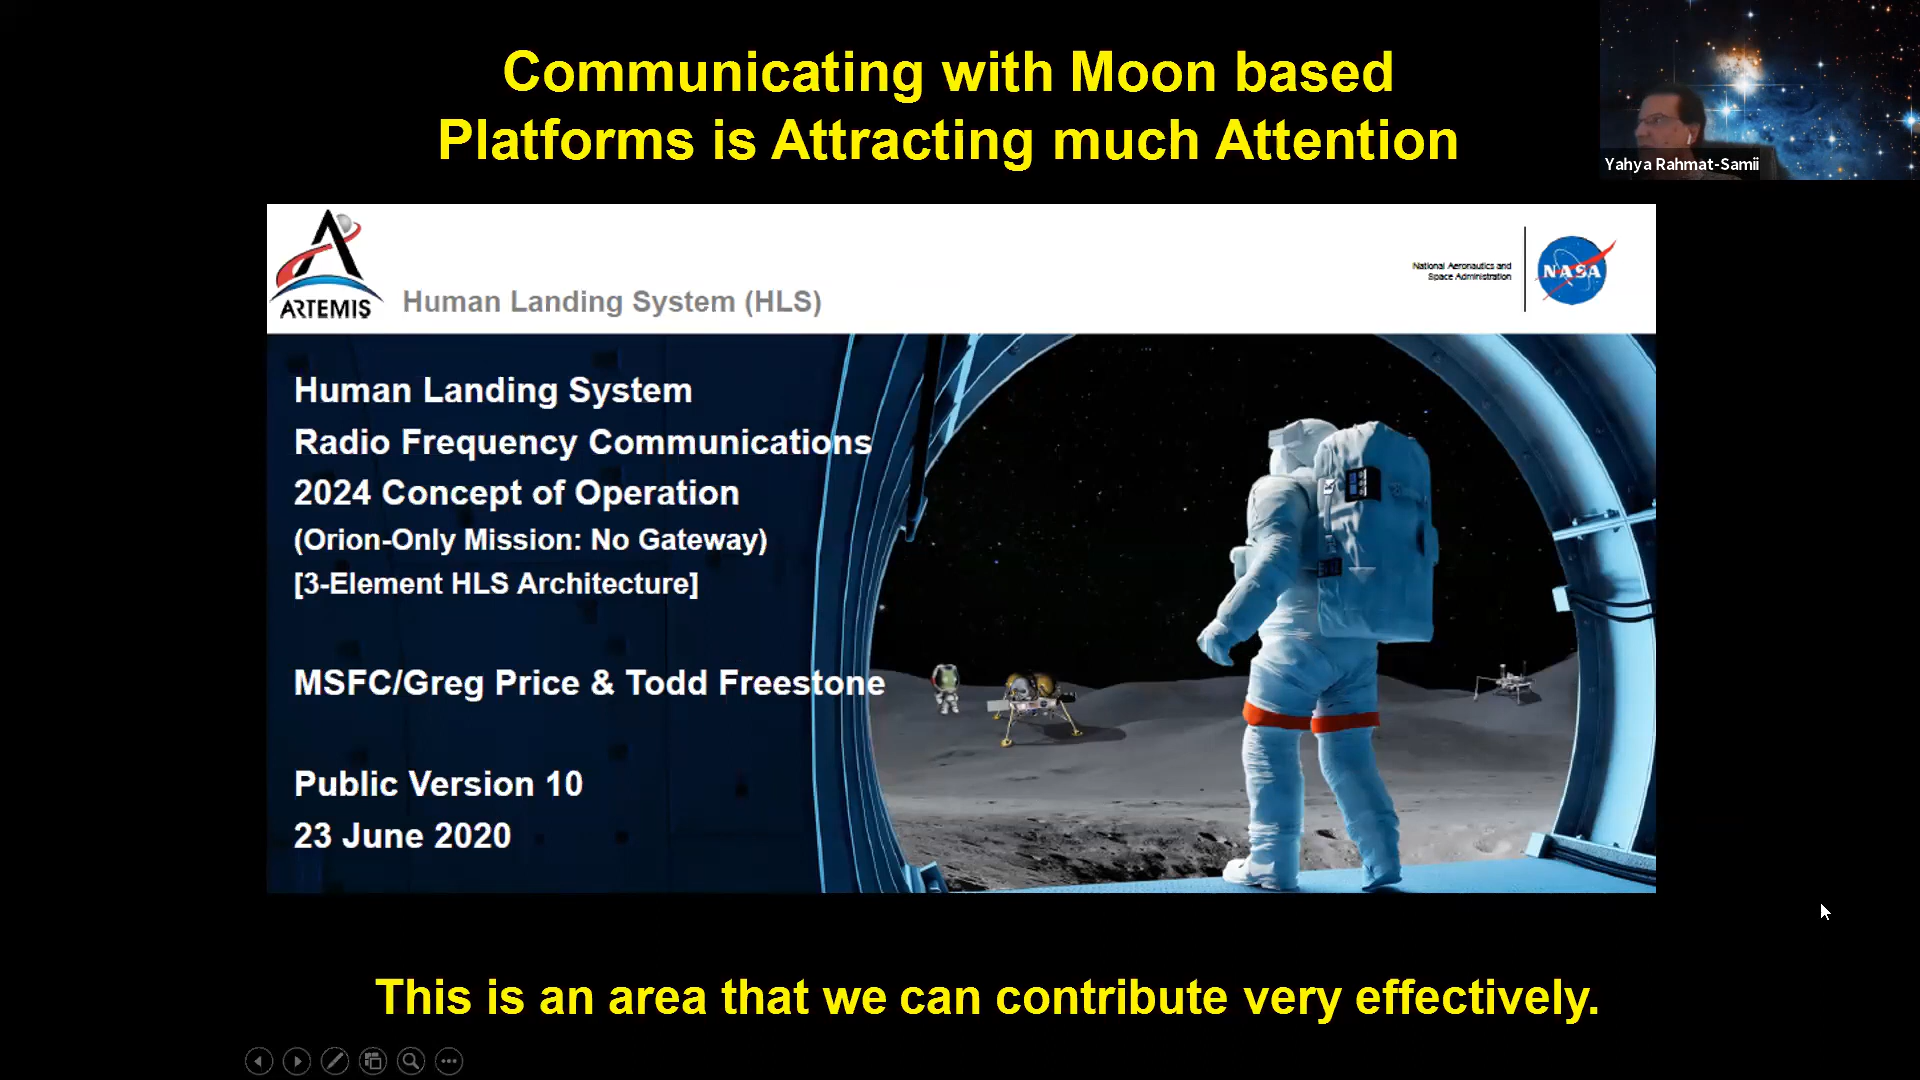 Communicating with Moon based
Platforms is Attracting much Attention
Yahya Rahmat-Samii
ARTEMIS
Human Landing System (HLS)
National Aeronautics and
Space Administration
NASA
Human Landing System
Radio Frequency Communications
2024 Concept of Operation
(Orion-Only Mission: No Gateway)
[3-Element HLS Architecture]
MSFC/Greg Price & Todd Freestone
Public Version 10
23 June 2020
This is an area that we can contribute very effectively.